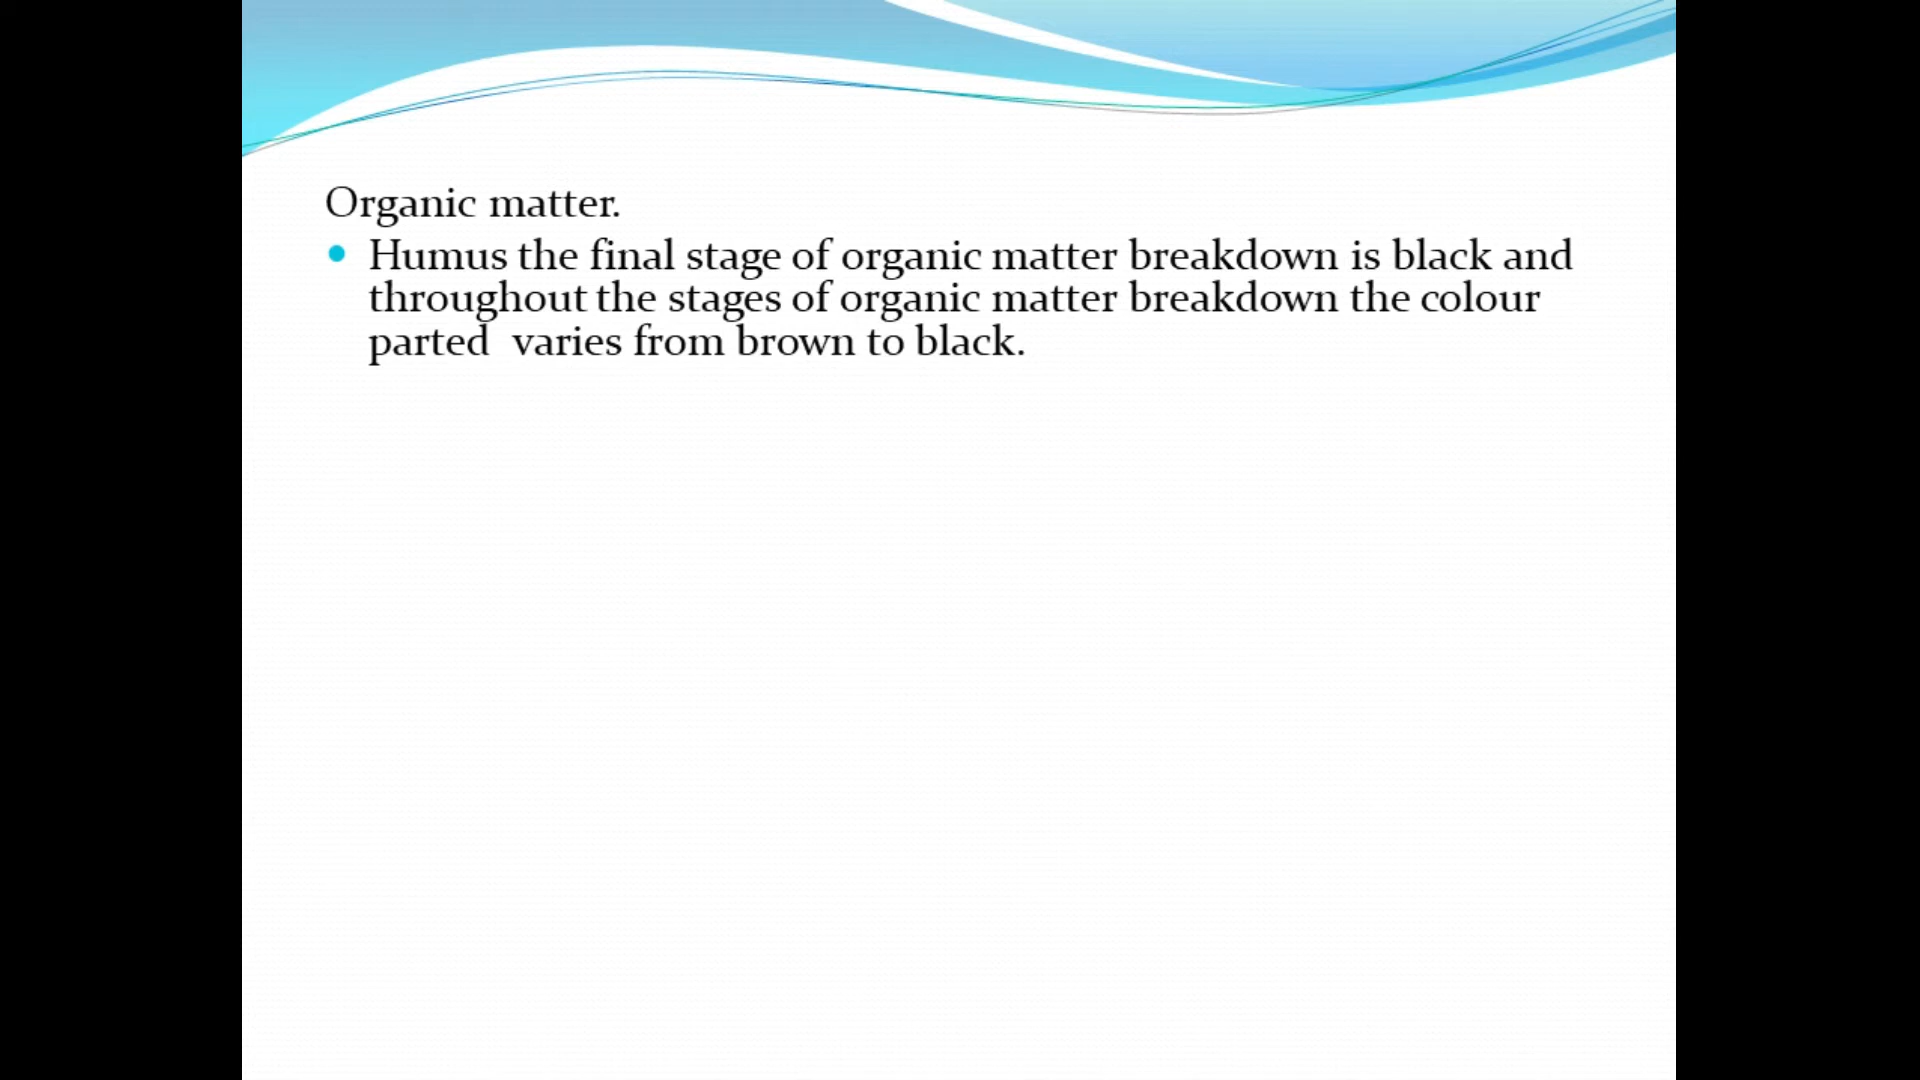 Organic matter.
Humus the final stage of organic matter breakdown is black and
throughout the stages of organic matter breakdown the colour
parted  varies from brown to black.